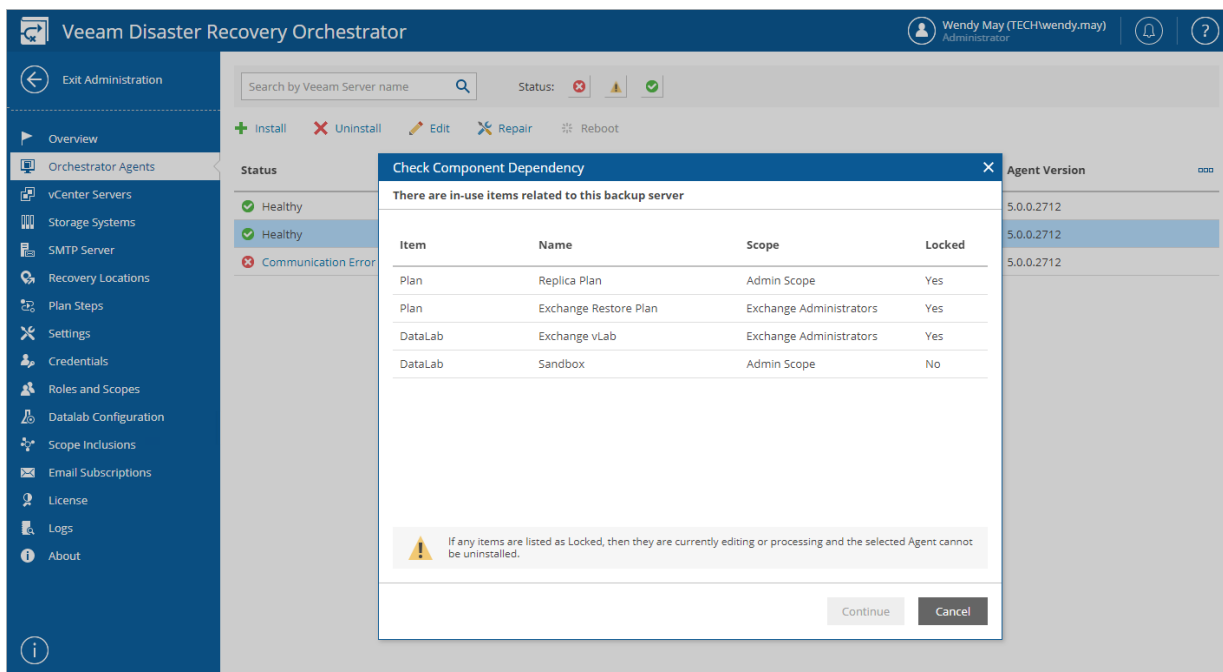 Veeam Disaster Recovery Orchestrator
Wendy May (TECH\wendy.may)
Administrator
?
Exit Administration
Search by Veeam Server name
Status:
Install
Uninstall
Edit
Repair
Reboot
Overview
Orchestrator Agents
vCenter Servers
Storage Systems
SMTP Server
Recovery Locations
Plan Steps
Settings
Credentials
Roles and Scopes
Datalab Configuration
Scope Inclusions
Email Subscriptions
License
Logs
About
Status
Agent Version
Healthy
5.0.0.2712
Healthy
5.0.0.2712
Communication Error
5.0.0.2712
Check Component Dependency
There are in-use items related to this backup server
Item Name Scope Locked
Plan Replica Plan Admin Scope Yes
Plan Exchange Restore Plan Exchange Administrators Yes
DataLab Exchange vLab Exchange Administrators Yes
DataLab Sandbox Admin Scope No
If any items are listed as Locked, then they are currently editing or processing and the selected Agent cannot
be uninstalled.
Continue
Cancel